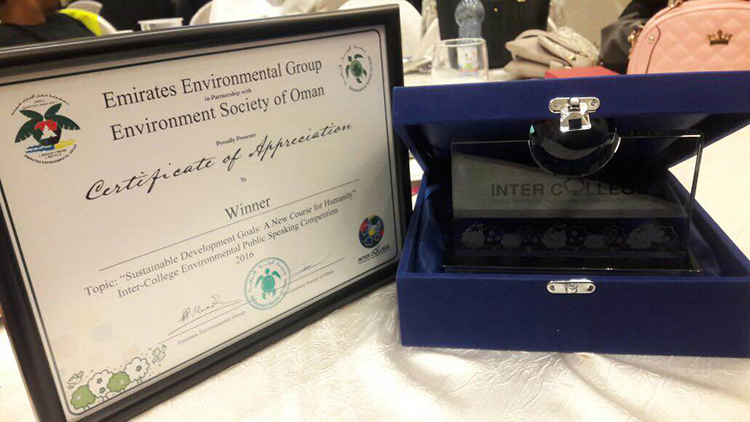 Emirates Environmental Group
in Partnership with
Environment Society of Oman
Proudly Presents
Certificate of Appreciation
To
Winner
Topic: "Sustainable Development Goals: A New Course for Humanity"
Inter-College Environmental Public Speaking Competition
2016
Emirates Environmental Group
Environment Society of Oman
INTER COLLEGE
INTER COLLEGE